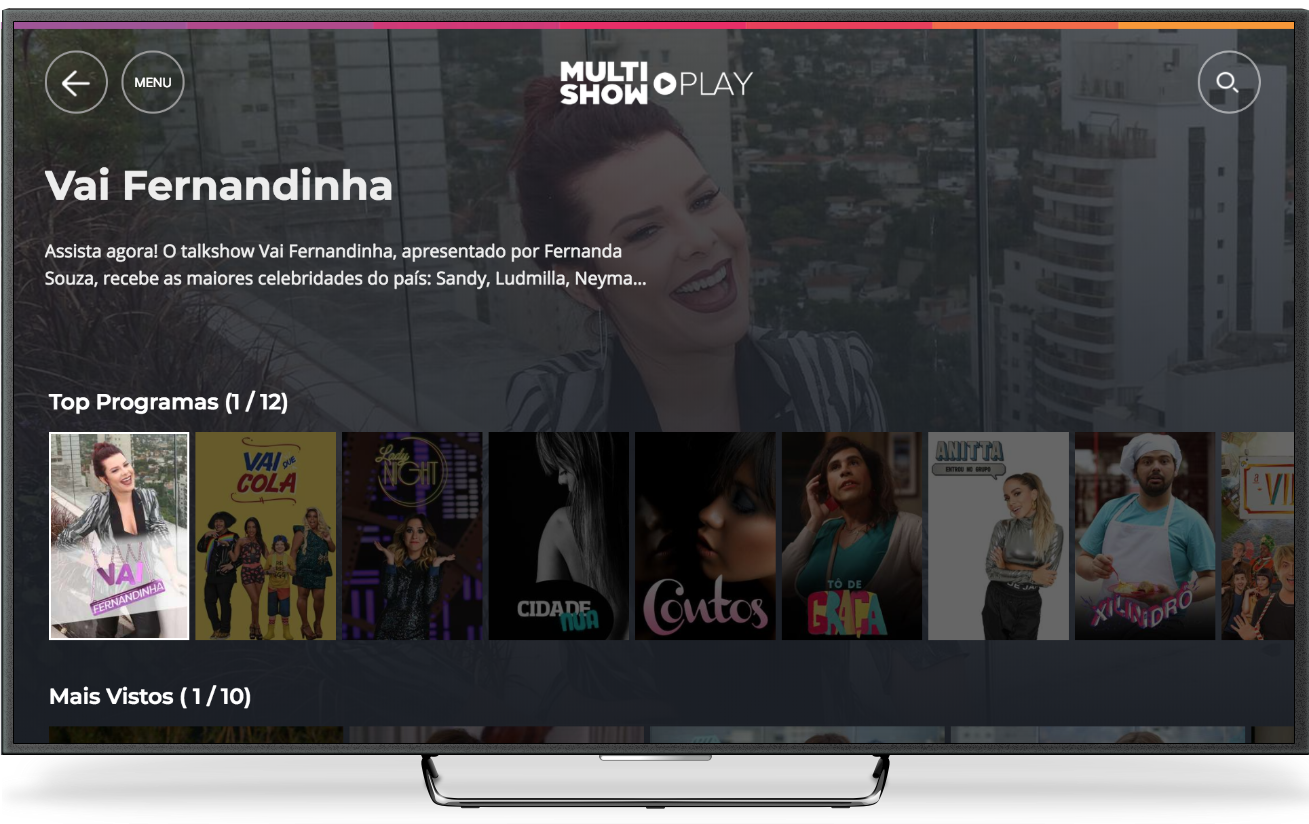 MENU
MULTI
SHOW PLAY
Vai Fernandinha
Assista agora! O talkshow Vai Fernandinha, apresentado por Fernanda
Souza, recebe as maiores celebridades do país: Sandy, Ludmilla, Neyma...
Top Programas (1 / 12)
VAI
FERNANDINHA
VAI QUE
COLA
Lady
NIGHT
CIDADE
NUA
Contos
TÔ DE
GRAÇA
ANITTA
ENTROU NO GRUPO
XILINDRÓ
Mais Vistos ( 1 / 10)